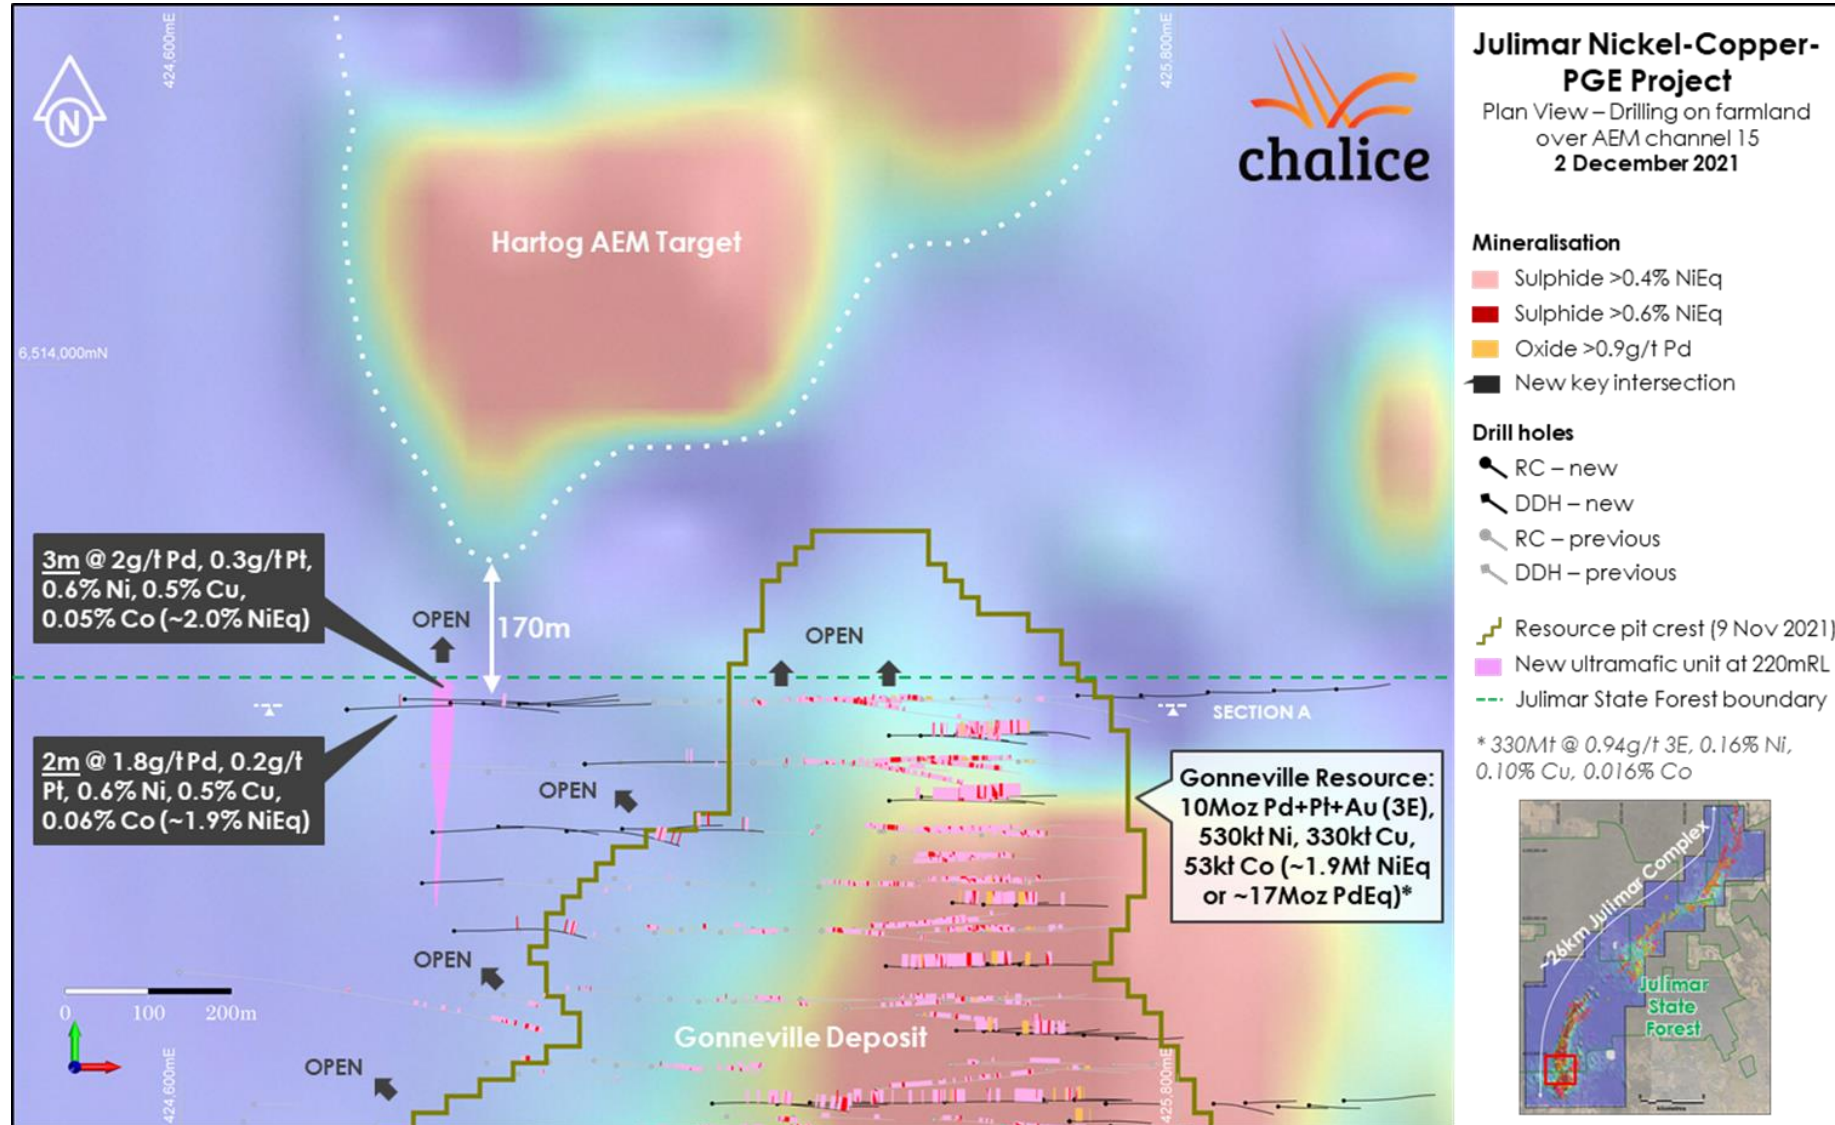 424,600mE
425,800mE
N
chalice
Hartog AEM Target
6,514,000mN
3m @ 2g/t Pd, 0.3g/t Pt,
0.6% Ni, 0.5% Cu,
0.05% Co (~2.0% NiEq)
OPEN
170m
OPEN
SECTION A
2m @ 1.8g/t Pd, 0.2g/t
Pt, 0.6% Ni, 0.5% Cu,
0.06% Co (~1.9% NiEq)
OPEN
Gonneville Resource:
10Moz Pd+Pt+Au (3E),
530kt Ni, 330kt Cu,
53kt Co (~1.9Mt NiEq
or ~17Moz PdEq)*
OPEN
0 100 200m
Gonneville Deposit
OPEN
424,600mE
425,800mE
Julimar Nickel-Copper-
PGE Project
Plan View – Drilling on farmland
over AEM channel 15
2 December 2021
Mineralisation
Sulphide >0.4% NiEq
Sulphide >0.6% NiEq
Oxide >0.9g/t Pd
New key intersection
Drill holes
RC – new
DDH – new
RC – previous
DDH – previous
Resource pit crest (9 Nov 2021)
New ultramafic unit at 220mRL
Julimar State Forest boundary
* 330Mt @ 0.94g/t 3E, 0.16% Ni,
0.10% Cu, 0.016% Co
~26km Julimar Complex
Julimar
State
Forest